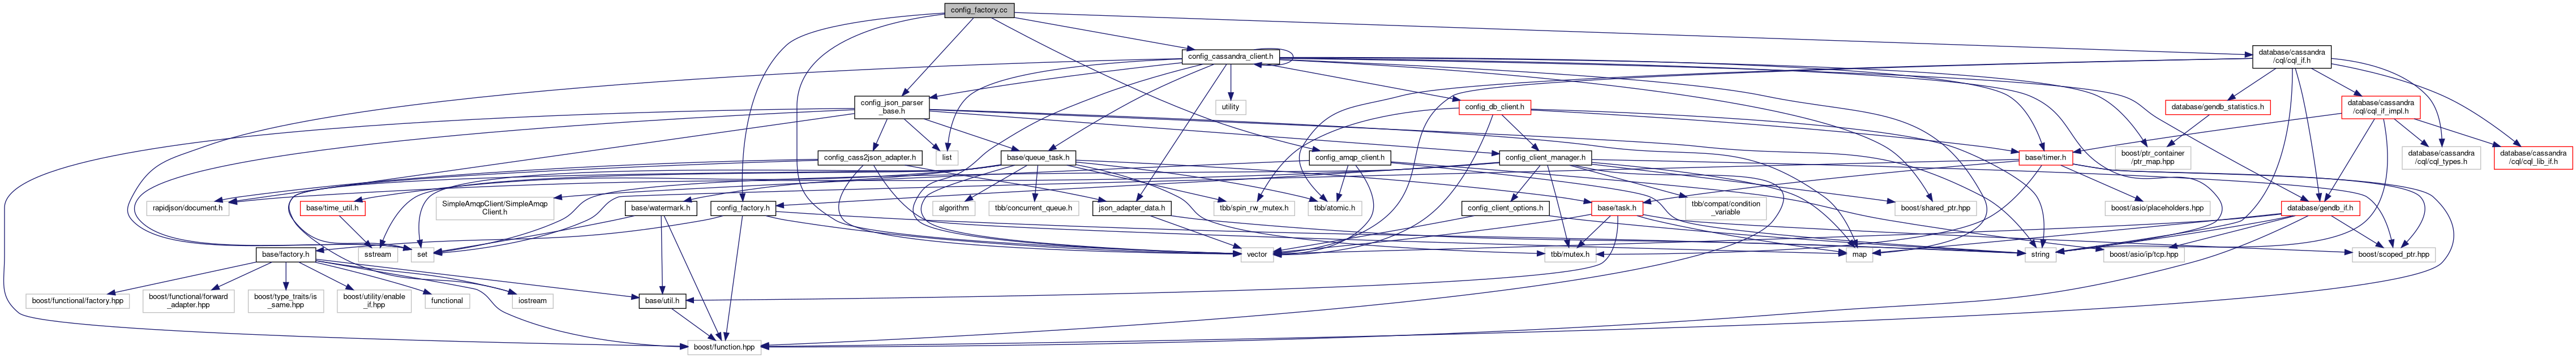 config_factory.cc
config_cassandra_client.h
database/cassandra
/cql/cql_if.h
config_json_parser
_base.h
utility
config_db_client.h
database/gendb_statistics.h
database/cassandra
/cql/cql_if_impl.h
config_cass2json_adapter.h
list
base/queue_task.h
config_amqp_client.h
config_client_manager.h
base/timer.h
boost/ptr_container
/ptr_map.hpp
database/cassandra
/cql/cql_types.h
database/cassandra
/cql/cql_lib_if.h
rapidjson/document.h
base/time_util.h
SimpleAmqpClient/SimpleAmqp
Client.h
base/watermark.h
config_factory.h
algorithm
tbb/concurrent_queue.h
json_adapter_data.h
tbb/spin_rw_mutex.h
tbb/atomic.h
config_client_options.h
base/task.h
tbb/compat/condition
_variable
boost/shared_ptr.hpp
boost/asio/placeholders.hpp
database/gendb_if.h
base/factory.h
sstream
set
vector
tbb/mutex.h
map
string
boost/asio/ip/tcp.hpp
boost/scoped_ptr.hpp
boost/functional/factory.hpp
boost/functional/forward
_adapter.hpp
boost/type_traits/is
_same.hpp
boost/utility/enable
_if.hpp
functional
iostream
base/util.h
boost/function.hpp